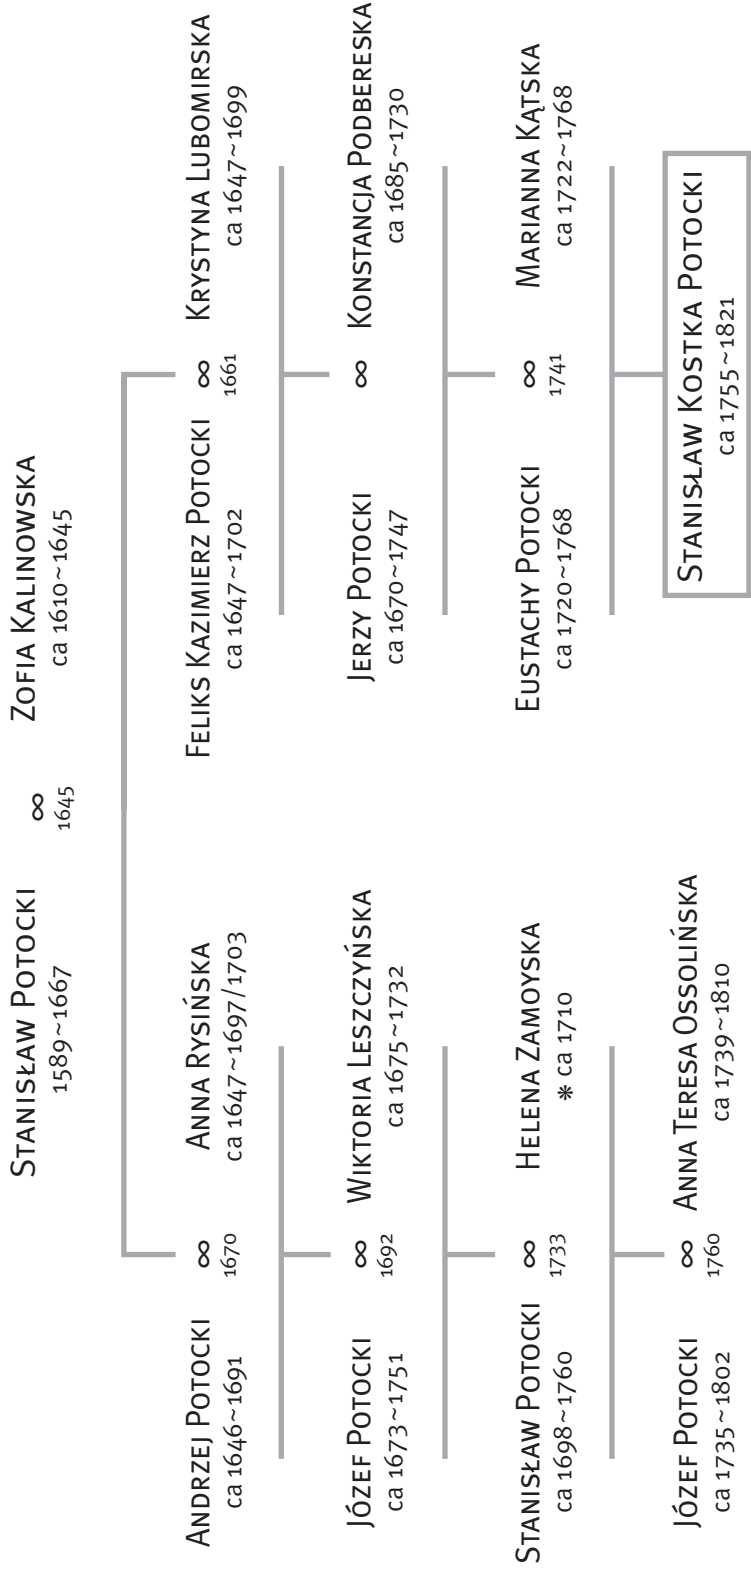 Stanisław Potocki
1589~1667
∞
1645
Zofia Kalinowska
ca 1610~1645
Andrzej Potocki
ca 1646~1691
∞
1670
Anna Rysińska
ca 1647~1697/1703
Feliks Kazimierz Potocki
ca 1647~1702
∞
1661
Krystyna Lubomirska
ca 1647~1699
Józef Potocki
ca 1673~1751
∞
1692
Wiktoria Leszczyńska
ca 1675~1732
Jerzy Potocki
ca 1670~1747
∞
Konstancja Podbereska
ca 1685~1730
Stanisław Potocki
ca 1698~1760
∞
1733
Helena Zamoyska
* ca 1710
Eustachy Potocki
ca 1720~1768
∞
1741
Marianna Kątska
ca 1722~1768
Józef Potocki
ca 1735~1802
∞
1760
Anna Teresa Ossolińska
ca 1739~1810
Stanisław Kostka Potocki
ca 1755~1821